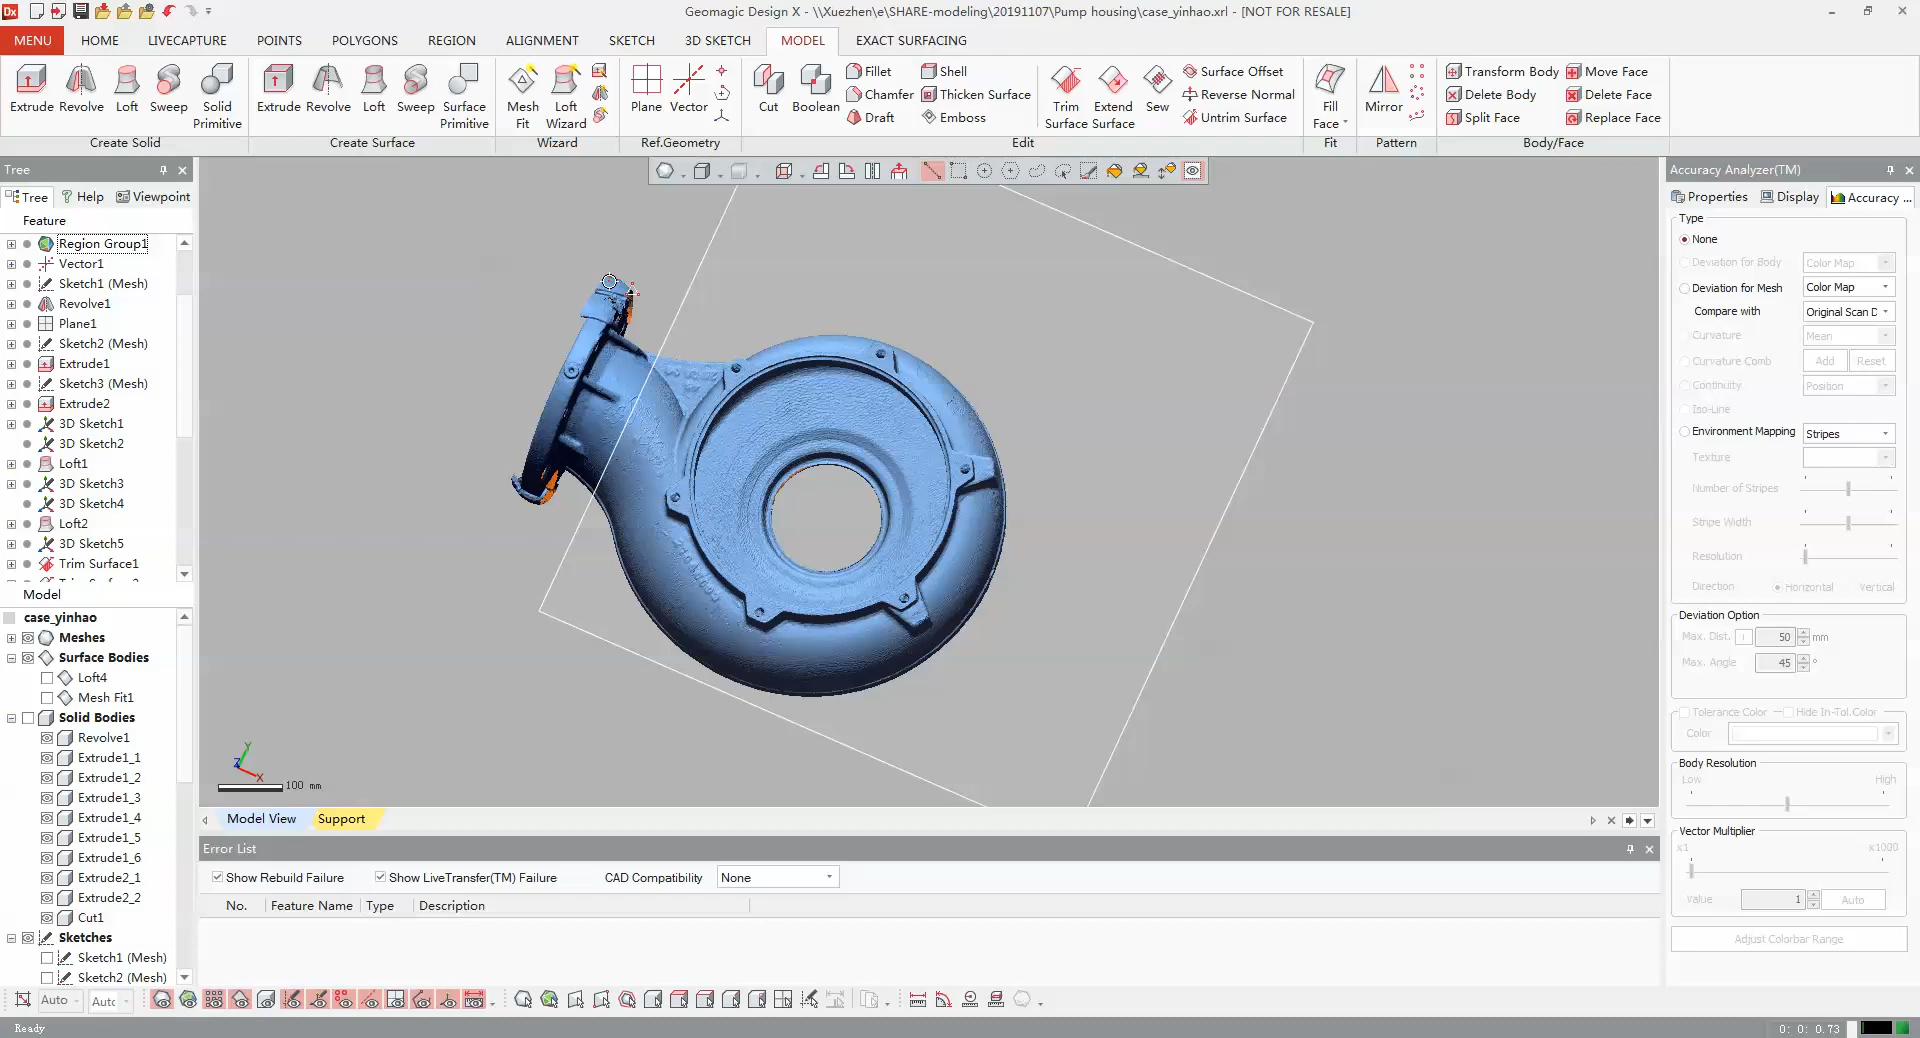 Dx
Geomagic Design X - \\Xuezhen\e\SHARE-modeling\20191107\Pump housing\case_yinhao.xrl - [NOT FOR RESALE]
MENU HOME LIVECAPTURE POINTS POLYGONS REGION ALIGNMENT SKETCH 3D SKETCH MODEL EXACT SURFACING
Extrude Revolve Loft Sweep Solid Primitive
Create Solid
Extrude Revolve Loft Sweep Surface Primitive
Create Surface
Mesh Fit Loft Wizard
Wizard
Plane Vector
Ref.Geometry
Cut Boolean
Fillet Shell
Chamfer Thicken Surface
Draft Emboss
Trim Surface Extend Surface Sew
Surface Offset
Reverse Normal
Untrim Surface
Edit
Fill Face
Fit
Mirror
Pattern
Transform Body Move Face
Delete Body Delete Face
Split Face Replace Face
Body/Face
Tree
Tree Help Viewpoint
Feature
Region Group1
Vector1
Sketch1 (Mesh)
Revolve1
Plane1
Sketch2 (Mesh)
Extrude1
Sketch3 (Mesh)
Extrude2
3D Sketch1
3D Sketch2
Loft1
3D Sketch3
3D Sketch4
Loft2
3D Sketch5
Trim Surface1
Model
case_yinhao
Meshes
Surface Bodies
Loft4
Mesh Fit1
Solid Bodies
Revolve1
Extrude1_1
Extrude1_2
Extrude1_3
Extrude1_4
Extrude1_5
Extrude1_6
Extrude2_1
Extrude2_2
Cut1
Sketches
Sketch1 (Mesh)
Sketch2 (Mesh)
Y
Z
X
100 mm
Model View Support
Error List
Show Rebuild Failure Show LiveTransfer(TM) Failure CAD Compatibility None
No. Feature Name Type Description
Accuracy Analyzer(TM)
Properties Display Accuracy ...
Type
None
Deviation for Body Color Map
Deviation for Mesh Color Map
Compare with Original Scan D
Curvature Mean
Curvature Comb Add Reset
Continuity Position
Iso-Line
Environment Mapping Stripes
Texture
Number of Stripes
Stripe Width
Resolution
Direction Horizontal Vertical
Deviation Option
Max. Dist. 50 mm
Max. Angle 45 °
Tolerance Color Hide In-Tol.Color
Color
Body Resolution
Low High
Vector Multiplier
x1 x1000
Value 1 Auto
Adjust Colorbar Range
Auto Autc
Ready
0: 0: 0.73